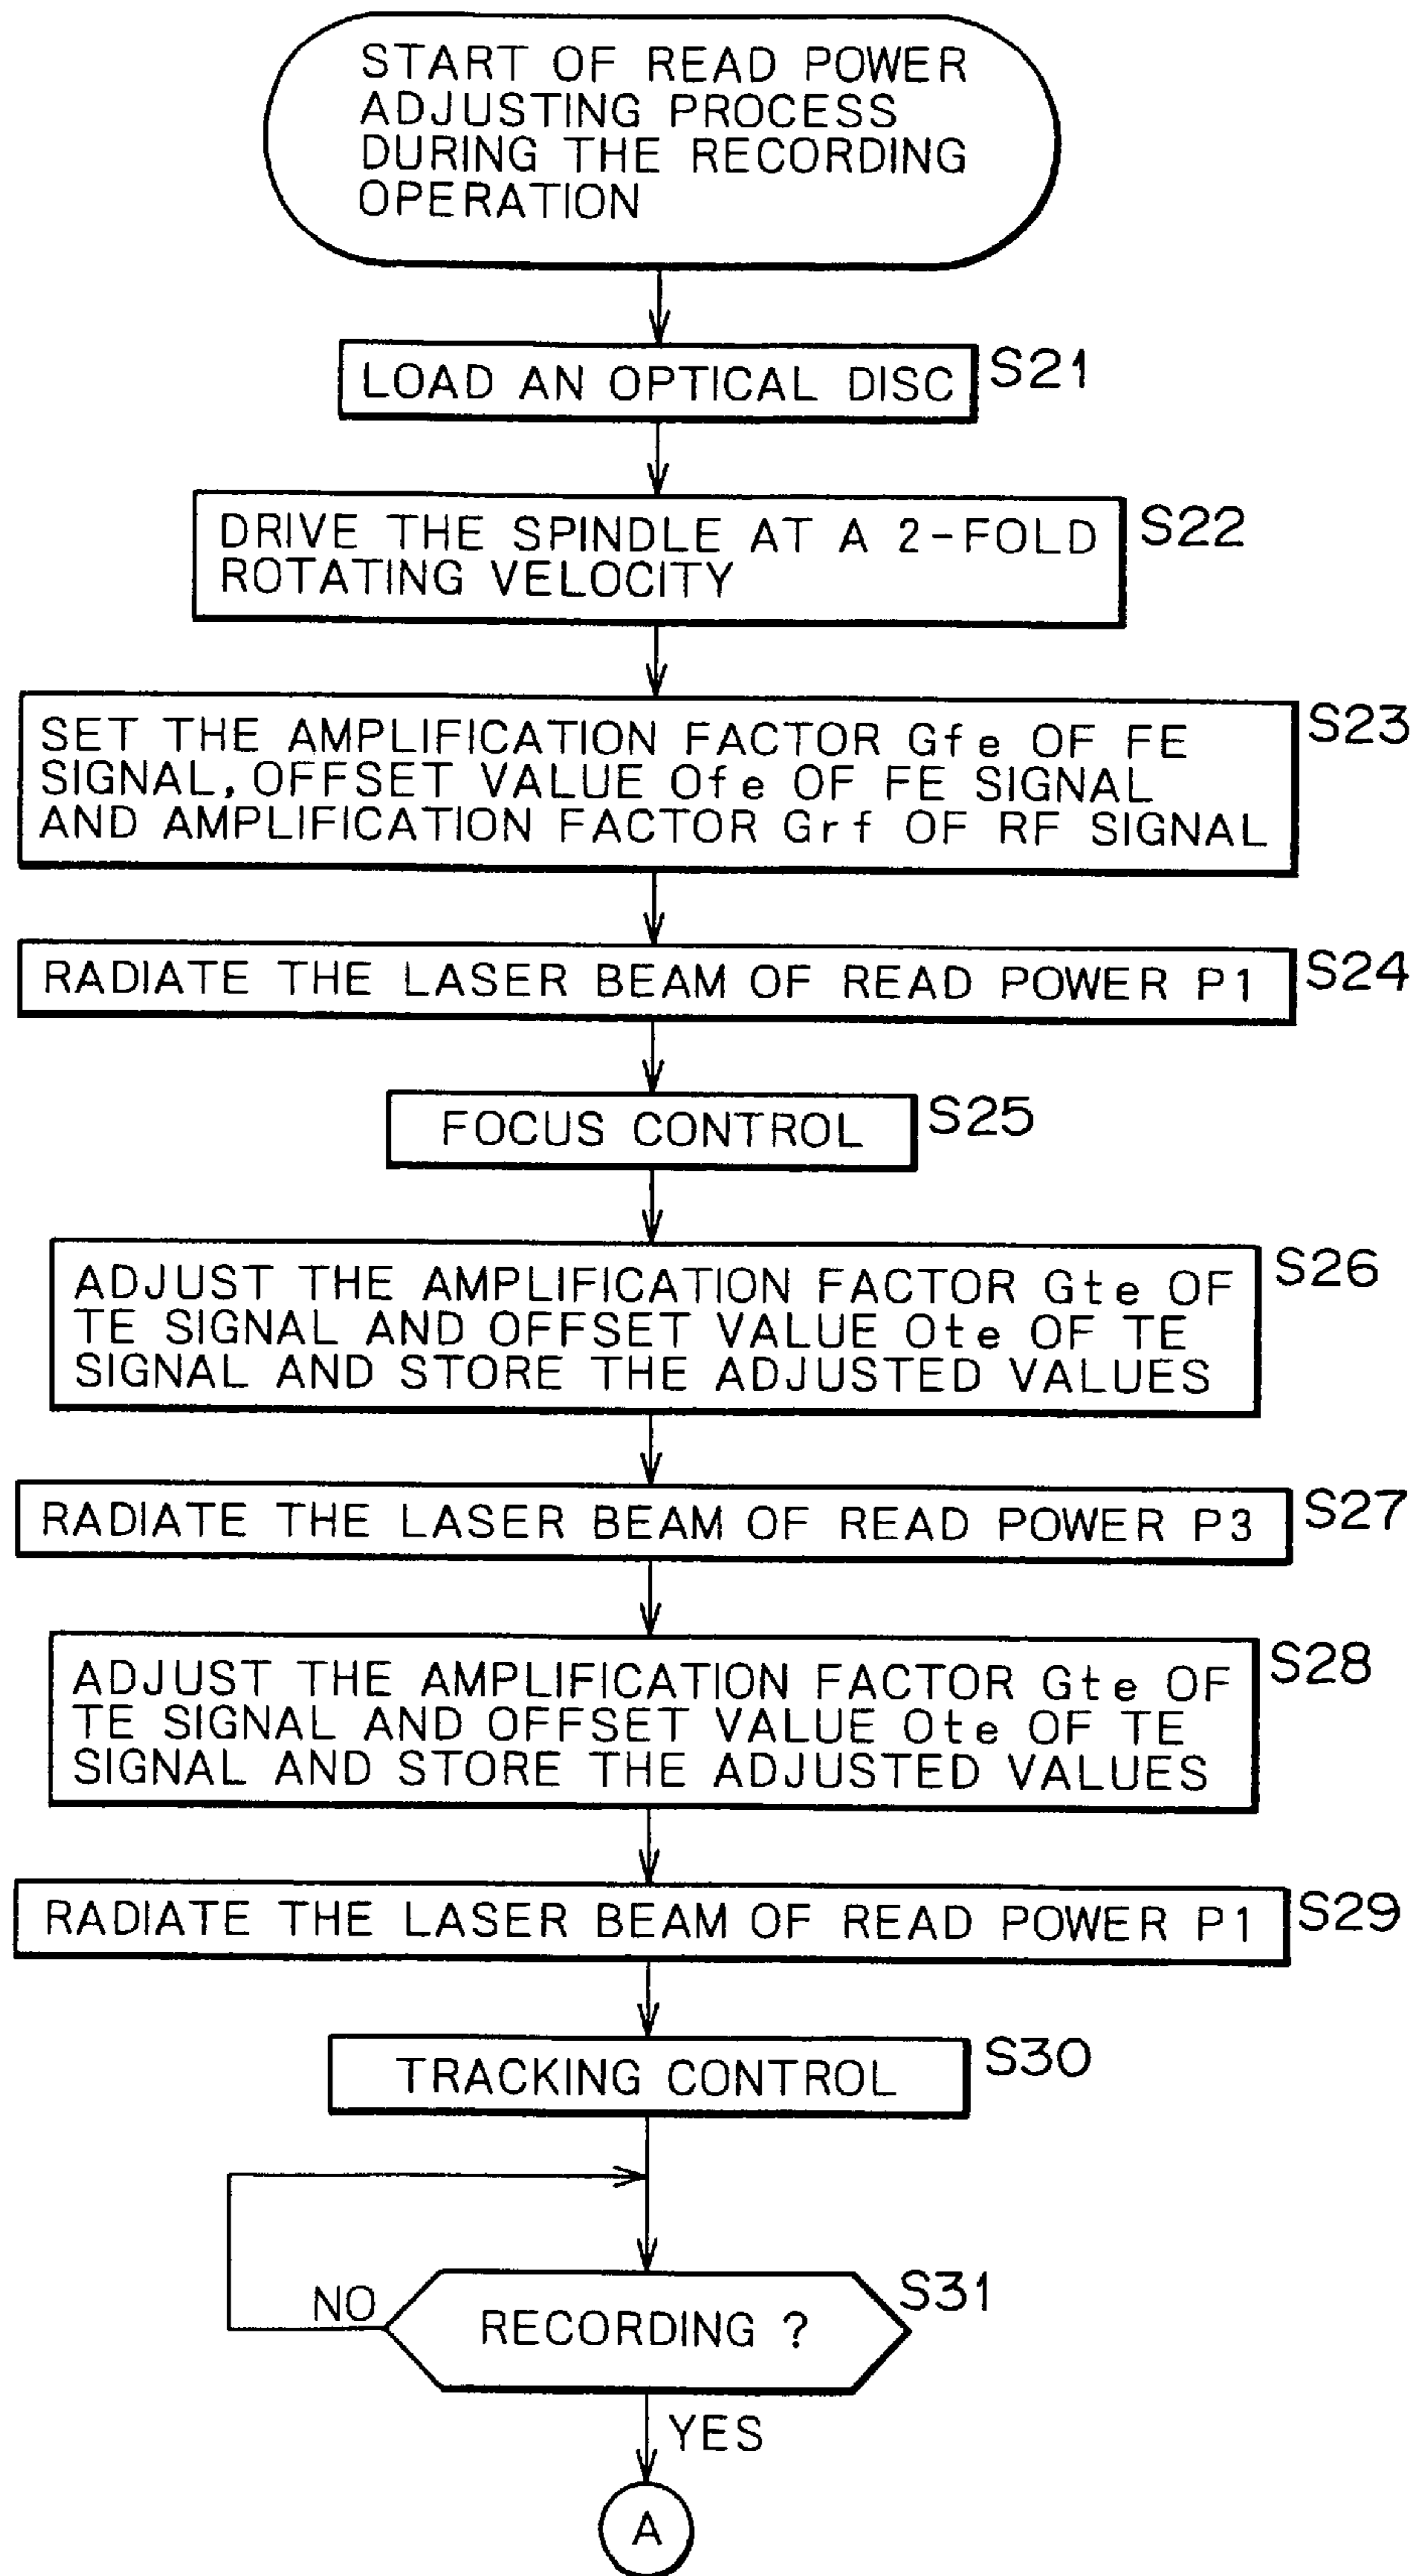 START OF READ POWER
ADJUSTING PROCESS
DURING THE RECORDING
OPERATION
LOAD AN OPTICAL DISC
S21
DRIVE THE SPINDLE AT A 2-FOLD
ROTATING VELOCITY
S22
SET THE AMPLIFICATION FACTOR Gfe OF FE
SIGNAL, OFFSET VALUE Ofe OF FE SIGNAL
AND AMPLIFICATION FACTOR Grf OF RF SIGNAL
S23
RADIATE THE LASER BEAM OF READ POWER P1
S24
FOCUS CONTROL
S25
ADJUST THE AMPLIFICATION FACTOR Gte OF
TE SIGNAL AND OFFSET VALUE Ote OF TE
SIGNAL AND STORE THE ADJUSTED VALUES
S26
RADIATE THE LASER BEAM OF READ POWER P3
S27
ADJUST THE AMPLIFICATION FACTOR Gte OF
TE SIGNAL AND OFFSET VALUE Ote OF TE
SIGNAL AND STORE THE ADJUSTED VALUES
S28
RADIATE THE LASER BEAM OF READ POWER P1
S29
TRACKING CONTROL
S30
NO
RECORDING ?
S31
YES
A